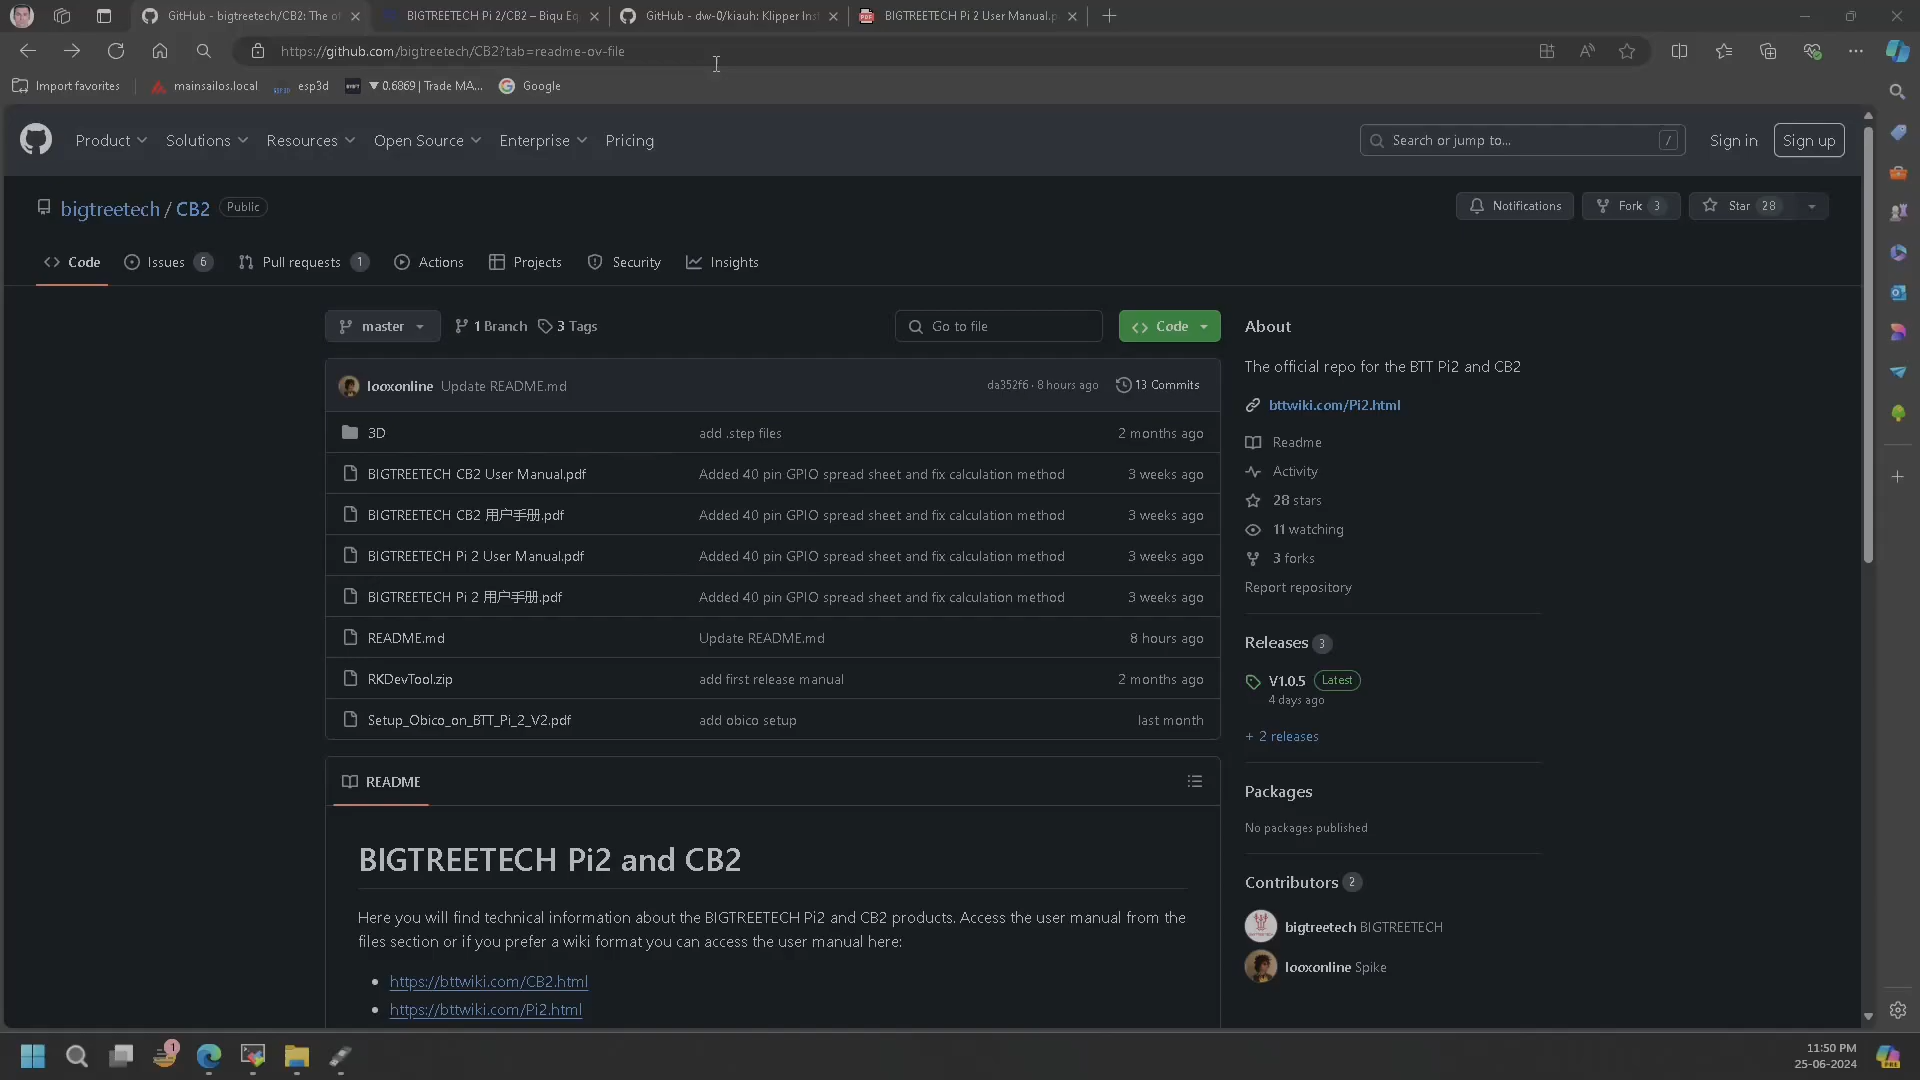 GitHub - bigtreetech/CB2: The of
BIGTREETECH Pi 2/CB2 – Biqu Eq
GitHub - dw-0/kiauh: Klipper Inst
BIGTREETECH Pi 2 User Manual.p
https://github.com/bigtreetech/CB2?tab=readme-ov-file
Import favorites
mainsailos.local
esp3d
▼ 0.6869 | Trade MA...
Google
Product
Solutions
Resources
Open Source
Enterprise
Pricing
Search or jump to...
/
Sign in
Sign up
bigtreetech / CB2 Public
Notifications
Fork 3
Star 28
Code
Issues 6
Pull requests 1
Actions
Projects
Security
Insights
master
1 Branch
3 Tags
Go to file
Code
looxonline Update README.md da352f6 · 8 hours ago 13 Commits
3D add .step files 2 months ago
BIGTREETECH CB2 User Manual.pdf Added 40 pin GPIO spread sheet and fix calculation method 3 weeks ago
BIGTREETECH CB2 用户手册.pdf Added 40 pin GPIO spread sheet and fix calculation method 3 weeks ago
BIGTREETECH Pi 2 User Manual.pdf Added 40 pin GPIO spread sheet and fix calculation method 3 weeks ago
BIGTREETECH Pi 2 用户手册.pdf Added 40 pin GPIO spread sheet and fix calculation method 3 weeks ago
README.md Update README.md 8 hours ago
RKDevTool.zip add first release manual 2 months ago
Setup_Obico_on_BTT_Pi_2_V2.pdf add obico setup last month
README
BIGTREETECH Pi2 and CB2
Here you will find technical information about the BIGTREETECH Pi2 and CB2 products. Access the user manual from the
files section or if you prefer a wiki format you can access the user manual here:
• https://bttwiki.com/CB2.html
• https://bttwiki.com/Pi2.html
About
The official repo for the BTT Pi2 and CB2
bttwiki.com/Pi2.html
Readme
Activity
28 stars
11 watching
3 forks
Report repository
Releases 3
V1.0.5 Latest
4 days ago
+ 2 releases
Packages
No packages published
Contributors 2
bigtreetech BIGTREETECH
looxonline Spike
1
11:50 PM
25-06-2024